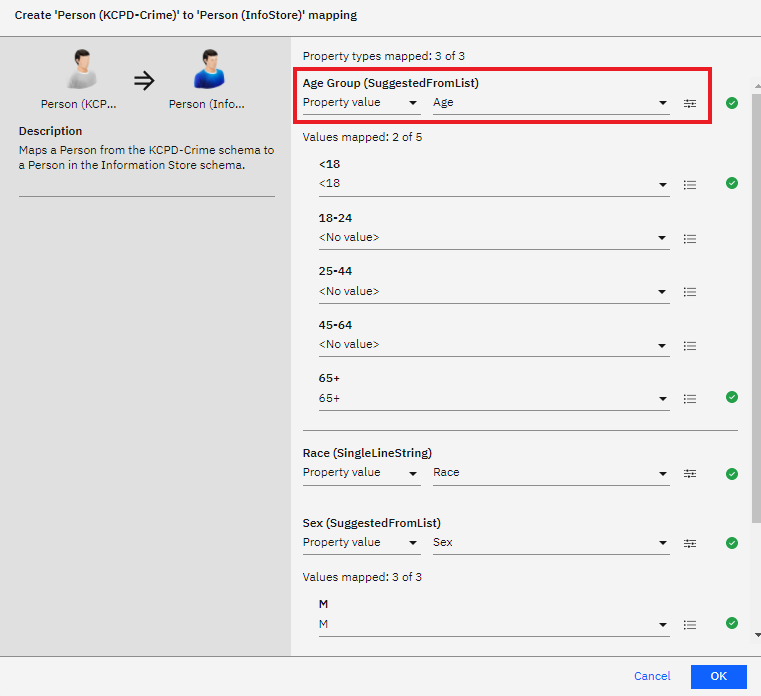 Create 'Person (KCPD-Crime)' to 'Person (InfoStore)' mapping
Person (KCP...
Person (Info...
Description
Maps a Person from the KCPD-Crime schema to
a Person in the Information Store schema.
Property types mapped: 3 of 3
Age Group (SuggestedFromList)
Property value Age
Values mapped: 2 of 5
<18
<18
18-24
<No value>
25-44
<No value>
45-64
<No value>
65+
65+
Race (SingleLineString)
Property value Race
Sex (SuggestedFromList)
Property value Sex
Values mapped: 3 of 3
M
M
Cancel OK